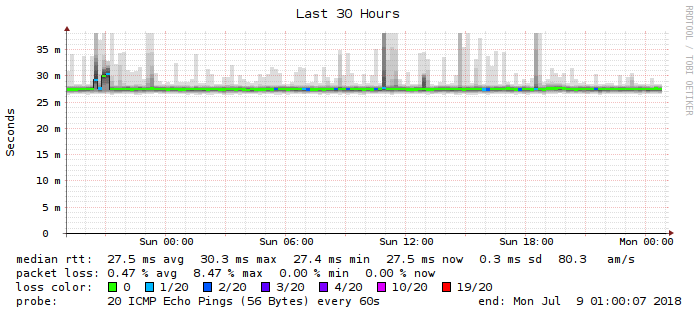 Last 30 Hours
RRDTOOL / TOBI OETIKER
Seconds
35 m
30 m
25 m
20 m
15 m
10 m
5 m
0
Sun 00:00 Sun 06:00 Sun 12:00 Sun 18:00 Mon 00:00
median rtt: 27.5 ms avg 30.3 ms max 27.4 ms min 27.5 ms now 0.3 ms sd 80.3 am/s
packet loss: 0.47 % avg 8.47 % max 0.00 % min 0.00 % now
loss color: 0 1/20 2/20 3/20 4/20 10/20 19/20
probe: 20 ICMP Echo Pings (56 Bytes) every 60s end: Mon Jul 9 01:00:07 2018